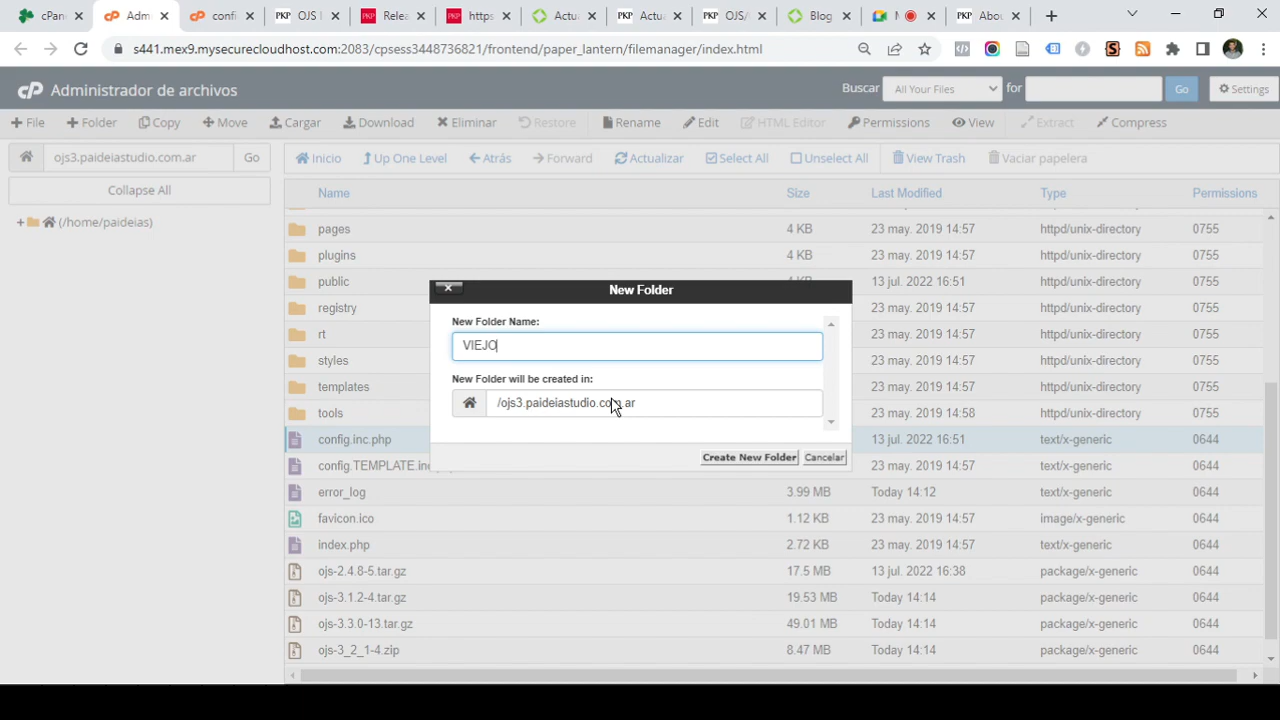 cPan
Adm
confi
OJS I
Relea
https
Actu
Actua
OJS/
Blog
Abou
s441.mex9.mysecurecloudhost.com:2083/cpsess3448736821/frontend/paper_lantern/filemanager/index.html
cP Administrador de archivos
Buscar All Your Files for Go Settings
File Folder Copy Move Cargar Download Eliminar Restore Rename Edit HTML Editor Permissions View Extract Compress
ojs3.paideiastudio.com.ar Go
Inicio Up One Level Atrás Forward Actualizar Select All Unselect All View Trash Vaciar papelera
Collapse All
Name Size Last Modified Type Permissions
(/home/paideias)
pages 4 KB 23 may. 2019 14:57 httpd/unix-directory 0755
plugins 4 KB 23 may. 2019 14:57 httpd/unix-directory 0755
public 4 KB 13 jul. 2022 16:51 httpd/unix-directory 0755
registry 23 may. 2019 14:57 httpd/unix-directory 0755
rt 23 may. 2019 14:57 httpd/unix-directory 0755
styles 23 may. 2019 14:57 httpd/unix-directory 0755
templates 23 may. 2019 14:57 httpd/unix-directory 0755
tools 23 may. 2019 14:58 httpd/unix-directory 0755
config.inc.php 13 jul. 2022 16:51 text/x-generic 0644
config.TEMPLATE.in 23 may. 2019 14:57 text/x-generic 0644
error_log 3.99 MB Today 14:12 text/x-generic 0644
favicon.ico 1.12 KB 23 may. 2019 14:57 image/x-generic 0644
index.php 2.72 KB 23 may. 2019 14:57 text/x-generic 0644
ojs-2.4.8-5.tar.gz 17.5 MB 13 jul. 2022 16:38 package/x-generic 0644
ojs-3.1.2-4.tar.gz 19.53 MB Today 14:14 package/x-generic 0644
ojs-3.3.0-13.tar.gz 49.01 MB Today 14:14 package/x-generic 0644
ojs-3_2_1-4.zip 8.47 MB Today 14:14 package/x-generic 0644
New Folder
New Folder Name:
VIEJO
New Folder will be created in:
/ojs3.paideiastudio.com.ar
Create New Folder Cancelar